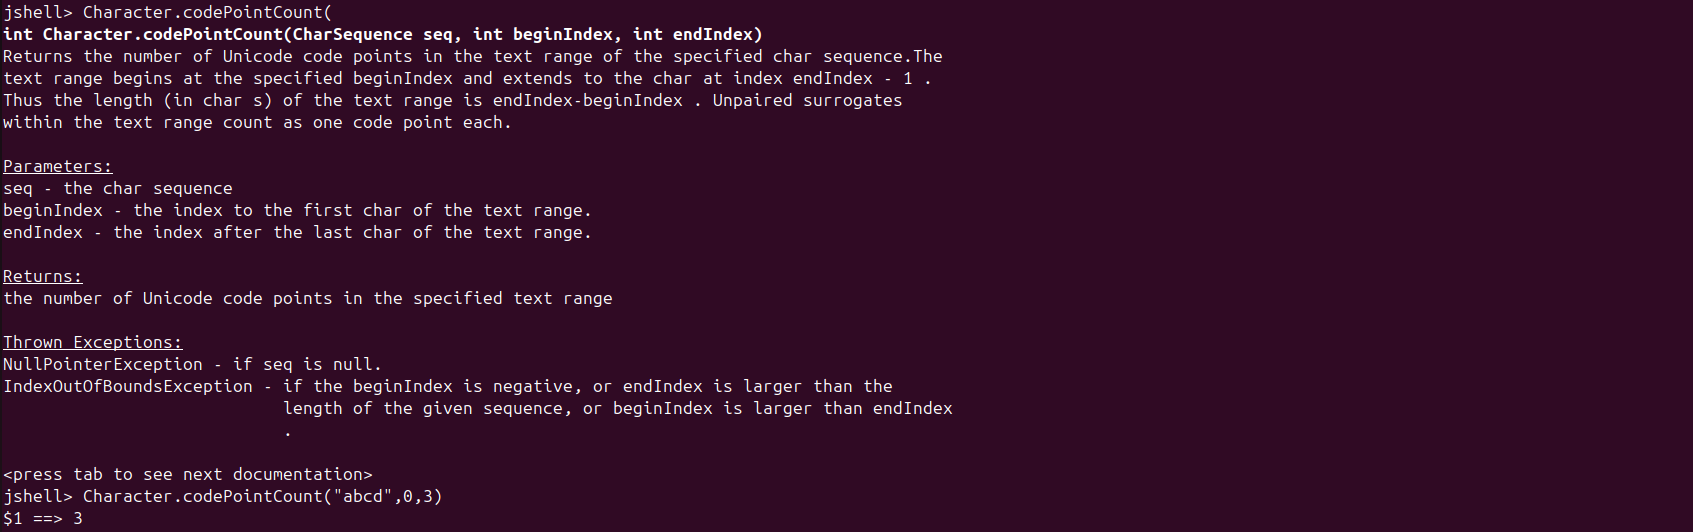 jshell> Character.codePointCount(
int Character.codePointCount(CharSequence seq, int beginIndex, int endIndex)
Returns the number of Unicode code points in the text range of the specified char sequence.The
text range begins at the specified beginIndex and extends to the char at index endIndex - 1 .
Thus the length (in char s) of the text range is endIndex-beginIndex . Unpaired surrogates
within the text range count as one code point each.

Parameters:
seq - the char sequence
beginIndex - the index to the first char of the text range.
endIndex - the index after the last char of the text range.

Returns:
the number of Unicode code points in the specified text range

Thrown Exceptions:
NullPointerException - if seq is null.
IndexOutOfBoundsException - if the beginIndex is negative, or endIndex is larger than the
                            length of the given sequence, or beginIndex is larger than endIndex
                            .

<press tab to see next documentation>
jshell> Character.codePointCount("abcd",0,3)
$1 ==> 3